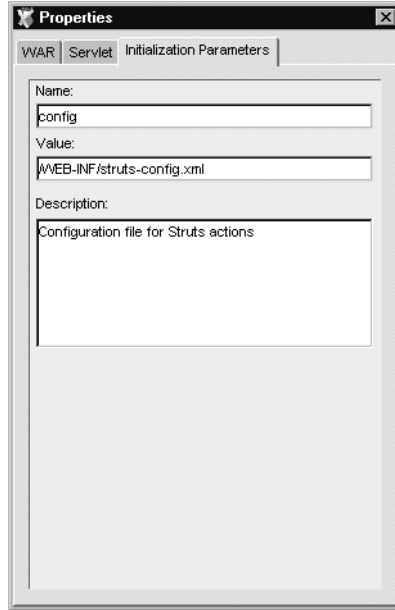 Properties
WAR Servlet Initialization Parameters
Name:
config
Value:
/WEB-INF/struts-config.xml
Description:
Configuration file for Struts actions